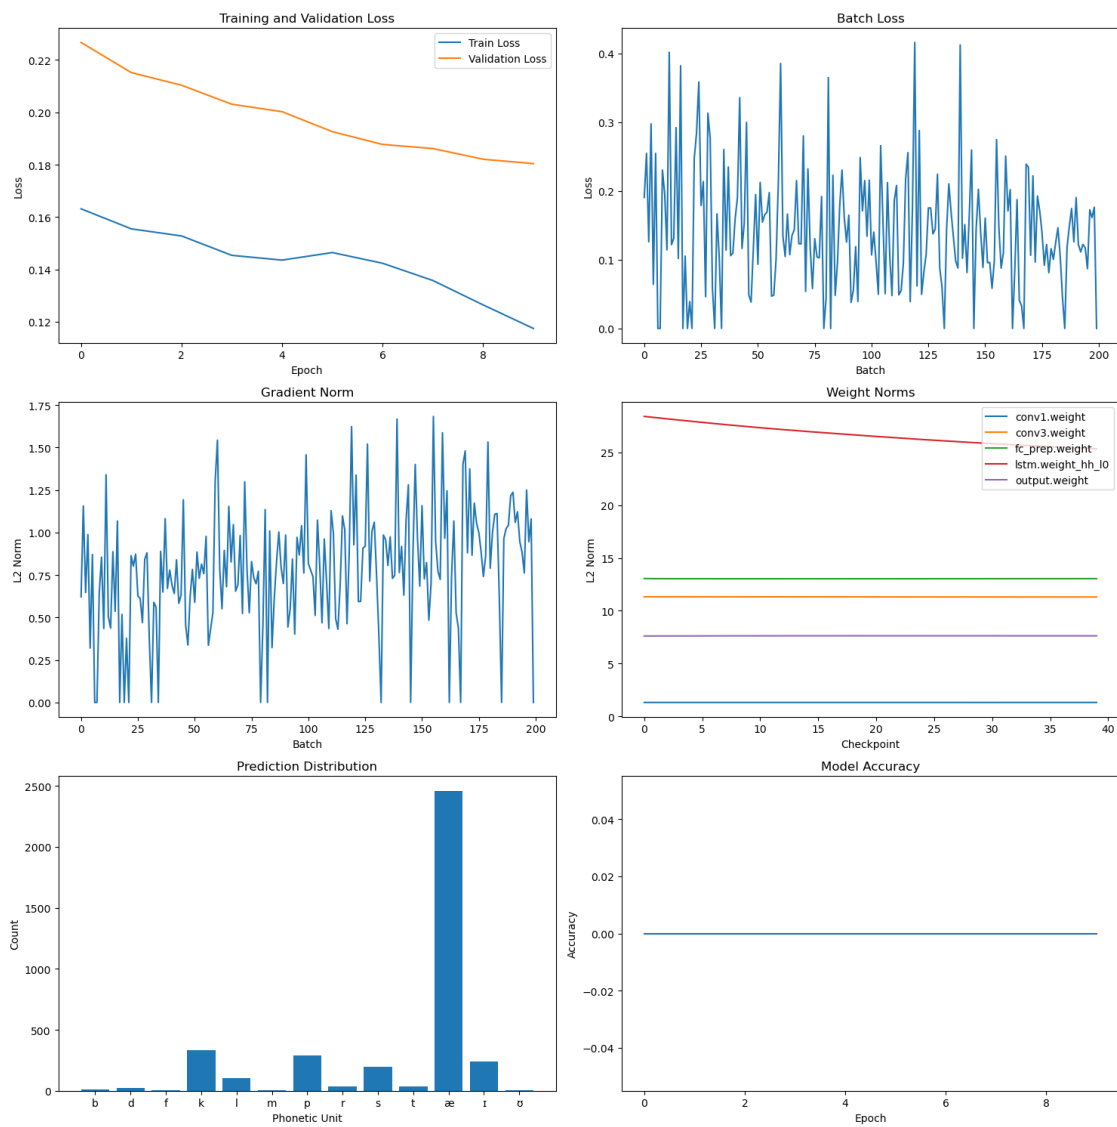 Training and Validation Loss
Loss
0.22
0.20
0.18
0.16
0.14
0.12
Train Loss
Validation Loss
0 2 4 6 8
Epoch
Batch Loss
Loss
0.4
0.3
0.2
0.1
0.0
0 25 50 75 100 125 150 175 200
Batch
Gradient Norm
L2 Norm
1.75
1.50
1.25
1.00
0.75
0.50
0.25
0.00
0 25 50 75 100 125 150 175 200
Batch
Weight Norms
L2 Norm
25
20
15
10
5
0
conv1.weight
conv3.weight
fc_prep.weight
lstm.weight_hh_l0
output.weight
0 5 10 15 20 25 30 35 40
Checkpoint
Prediction Distribution
Count
2500
2000
1500
1000
500
0
b d f k l m p r s t æ ɪ ʊ
Phonetic Unit
Model Accuracy
Accuracy
0.04
0.02
0.00
−0.02
−0.04
0 2 4 6 8
Epoch